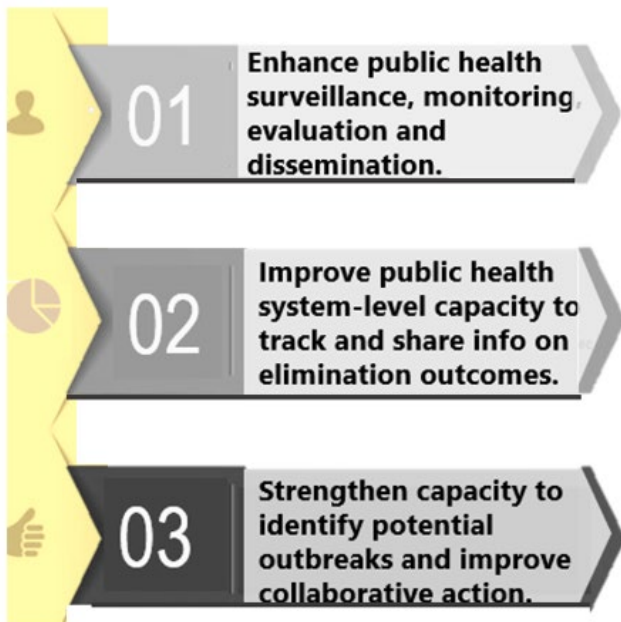 01
Enhance public health
surveillance, monitoring,
evaluation and
dissemination.
02
Improve public health
system-level capacity to
track and share info on
elimination outcomes.
03
Strengthen capacity to
identify potential
outbreaks and improve
collaborative action.